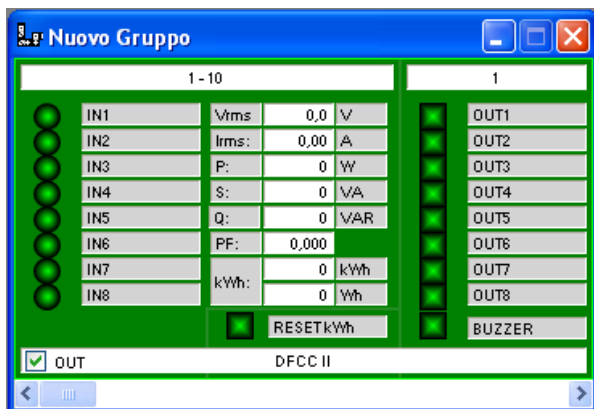 Nuovo Gruppo
1-10 1
IN1 Vrms 0,0 V OUT1
IN2 Irms: 0,00 A OUT2
IN3 P: 0 W OUT3
IN4 S: 0 VA OUT4
IN5 Q: 0 VAR OUT5
IN6 PF: 0,000 OUT6
IN7 kWh: 0 kWh OUT7
IN8 0 Wh OUT8
RESETkWh BUZZER
OUT DFCC II